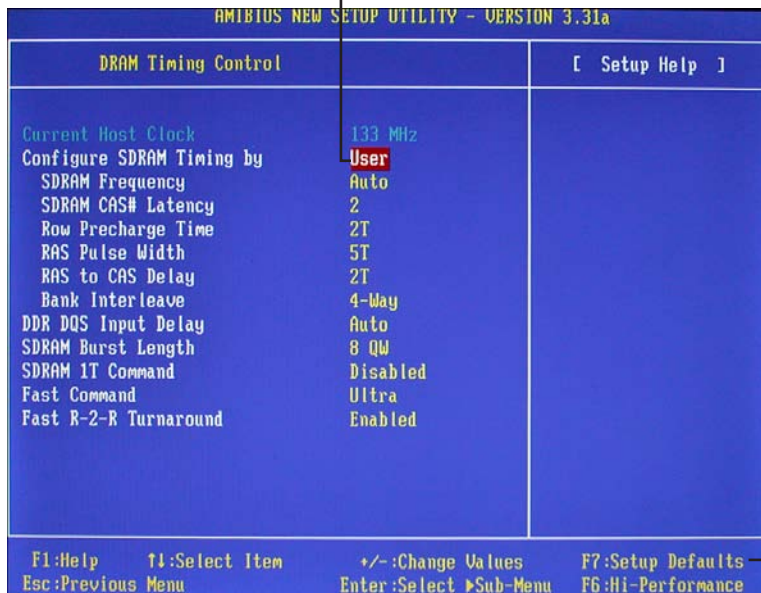 AMIBIOS NEW SETUP UTILITY - VERSION 3.31a
DRAM Timing Control
[ Setup Help ]
Current Host Clock 133 MHz
Configure SDRAM Timing by User
SDRAM Frequency Auto
SDRAM CAS# Latency 2
Row Precharge Time 2T
RAS Pulse Width 5T
RAS to CAS Delay 2T
Bank Interleave 4-Way
DDR DQS Input Delay Auto
SDRAM Burst Length 8 QW
SDRAM 1T Command Disabled
Fast Command Ultra
Fast R-2-R Turnaround Enabled
F1:Help ↑↓:Select Item +/-:Change Values F7:Setup Defaults
Esc:Previous Menu Enter:Select ▶Sub-Menu F6:Hi-Performance